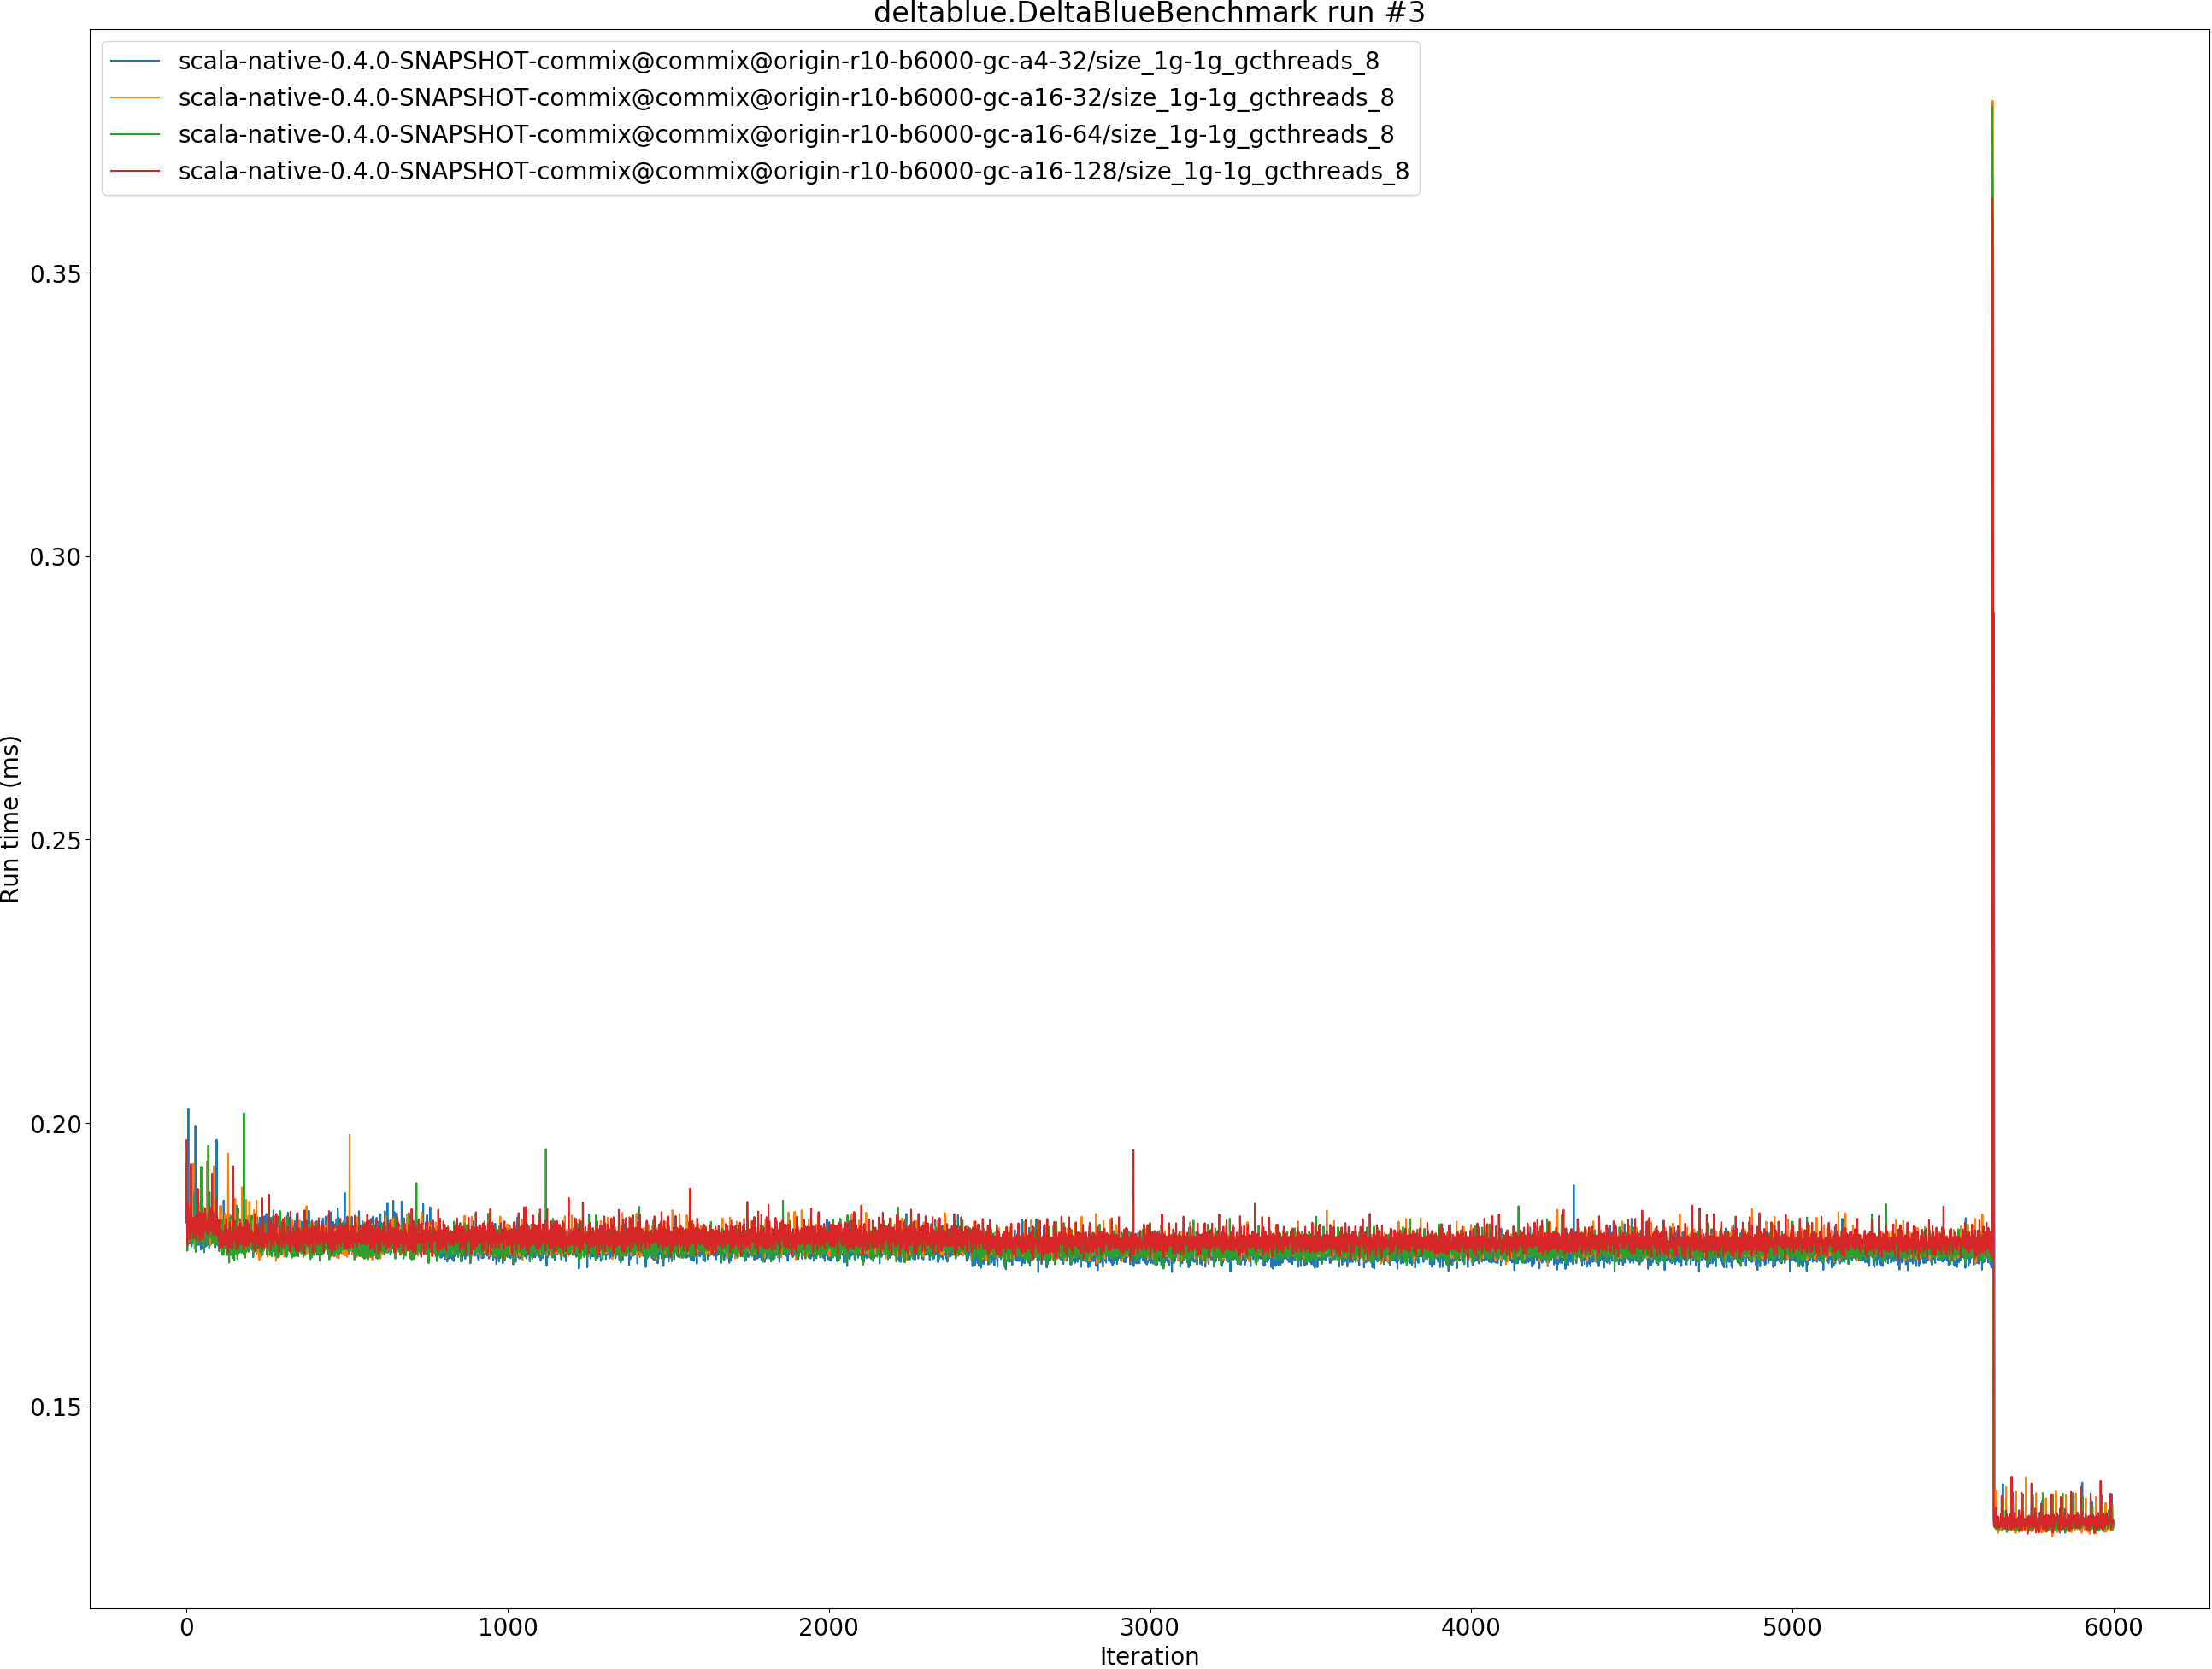 deltablue.DeltaBlueBenchmark run #3
scala-native-0.4.0-SNAPSHOT-commix@commix@origin-r10-b6000-gc-a4-32/size_1g-1g_gcthreads_8
scala-native-0.4.0-SNAPSHOT-commix@commix@origin-r10-b6000-gc-a16-32/size_1g-1g_gcthreads_8
scala-native-0.4.0-SNAPSHOT-commix@commix@origin-r10-b6000-gc-a16-64/size_1g-1g_gcthreads_8
scala-native-0.4.0-SNAPSHOT-commix@commix@origin-r10-b6000-gc-a16-128/size_1g-1g_gcthreads_8
0.35
0.30
0.25
0.20
0.15
Run time (ms)
0 1000 2000 3000 4000 5000 6000
Iteration